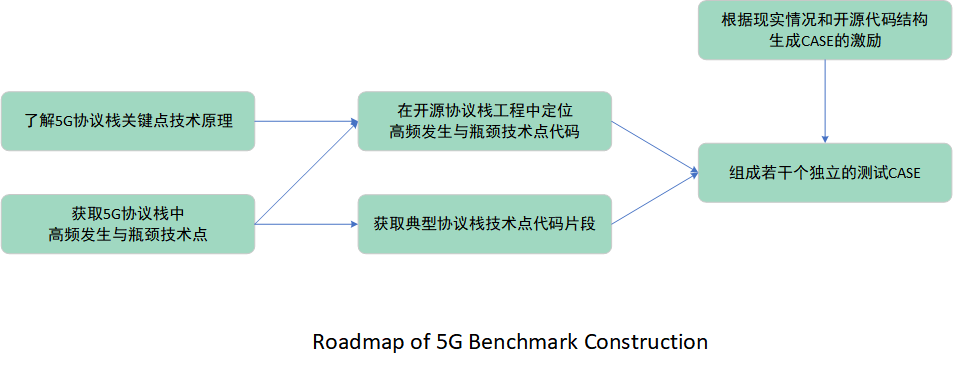 根据现实情况和开源代码结构
生成CASE的激励
了解5G协议栈关键点技术原理
在开源协议栈工程中定位
高频发生与瓶颈技术点代码
组成若干个独立的测试CASE
获取5G协议栈中
高频发生与瓶颈技术点
获取典型协议栈技术点代码片段
Roadmap of 5G Benchmark Construction